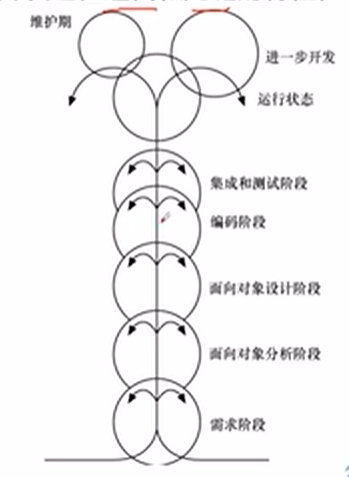 维护期
进一步开发
运行状态
集成和测试阶段
编码阶段
面向对象设计阶段
面向对象分析阶段
需求阶段